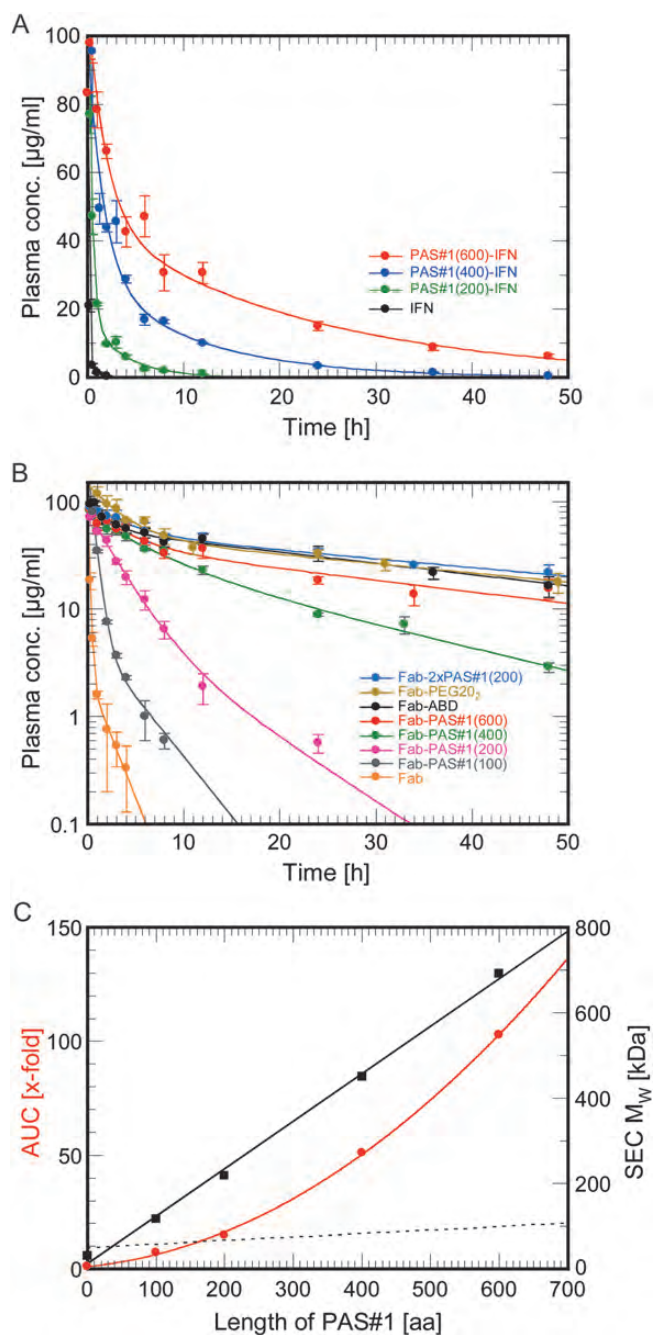 A
100
80
60
40
20
0
Plasma conc. [µg/ml]
PAS#1(600)-IFN
PAS#1(400)-IFN
PAS#1(200)-IFN
IFN
0 10 20 30 40 50
Time [h]
B
100
10
1
0.1
Plasma conc. [µg/ml]
Fab-2xPAS#1(200)
Fab-PEG20₂
Fab-ABD
Fab-PAS#1(600)
Fab-PAS#1(400)
Fab-PAS#1(200)
Fab-PAS#1(100)
Fab
0 10 20 30 40 50
Time [h]
C
150
100
50
0
AUC [x-fold]
800
600
400
200
0
SEC M_W [kDa]
0 100 200 300 400 500 600 700
Length of PAS#1 [aa]